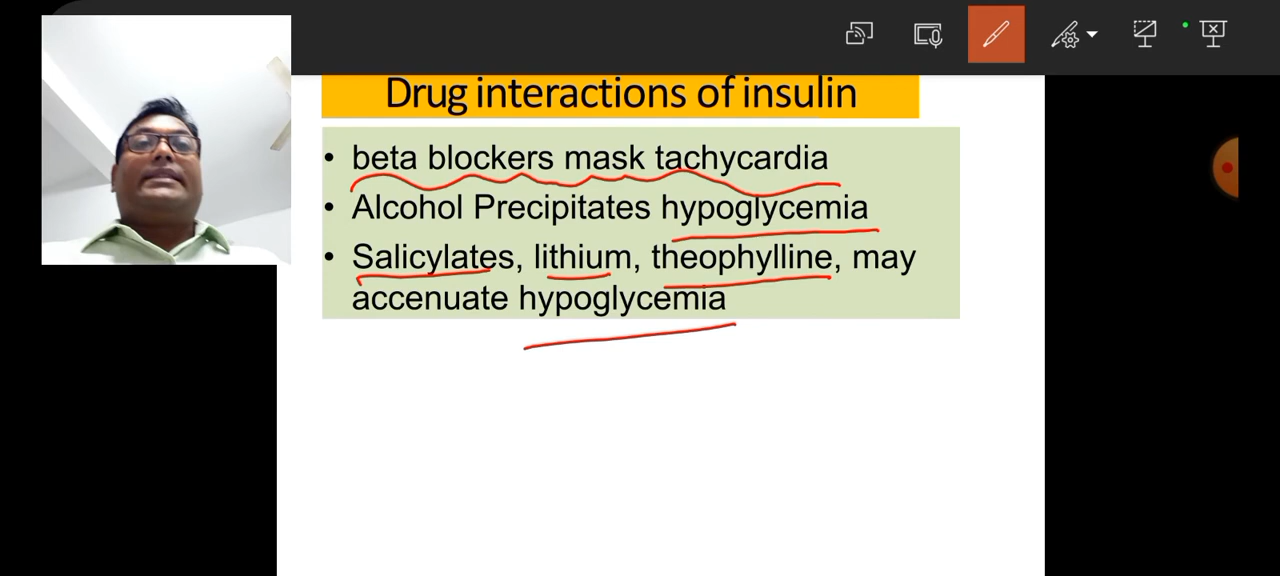 Drug interactions of insulin
• beta blockers mask tachycardia
• Alcohol Precipitates hypoglycemia
• Salicylates, lithium, theophylline, may
accenuate hypoglycemia